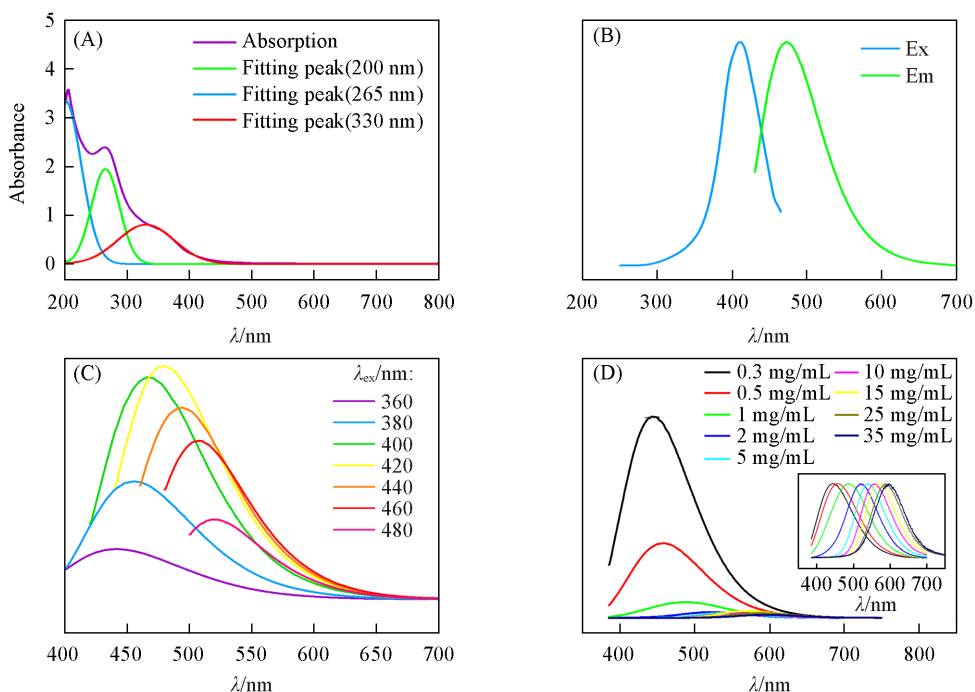 (A)
Absorption
Fitting peak(200 nm)
Fitting peak(265 nm)
Fitting peak(330 nm)
Absorbance
5
4
3
2
1
0
200 300 400 500 600 700 800
λ/nm
(B)
Ex
Em
200 300 400 500 600 700
λ/nm
(C)
λex/nm:
360
380
400
420
440
460
480
400 450 500 550 600 650 700
λ/nm
(D)
0.3 mg/mL 10 mg/mL
0.5 mg/mL 15 mg/mL
1 mg/mL 25 mg/mL
2 mg/mL 35 mg/mL
5 mg/mL
400 500 600 700
λ/nm
400 500 600 700 800
λ/nm